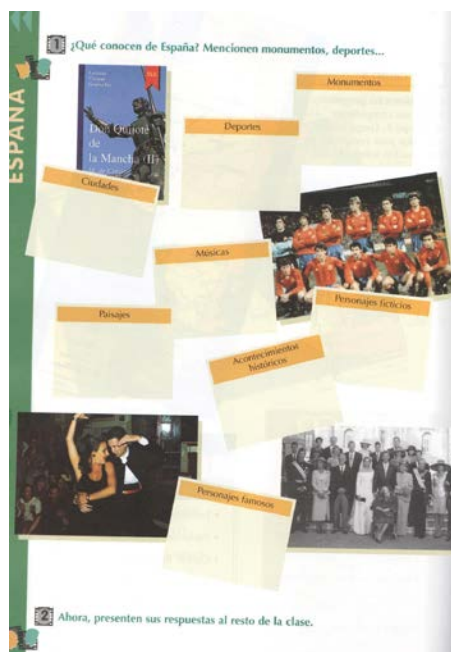 1 ¿Qué conocen de España? Mencionen monumentos, deportes...
ESPAÑA
Monumentos
Don Quijote
de
la Mancha (II)
Deportes
Ciudades
Músicas
Personajes ficticios
Paisajes
Acontecimientos
históricos
Personajes famosos
2 Ahora, presenten sus respuestas al resto de la clase.